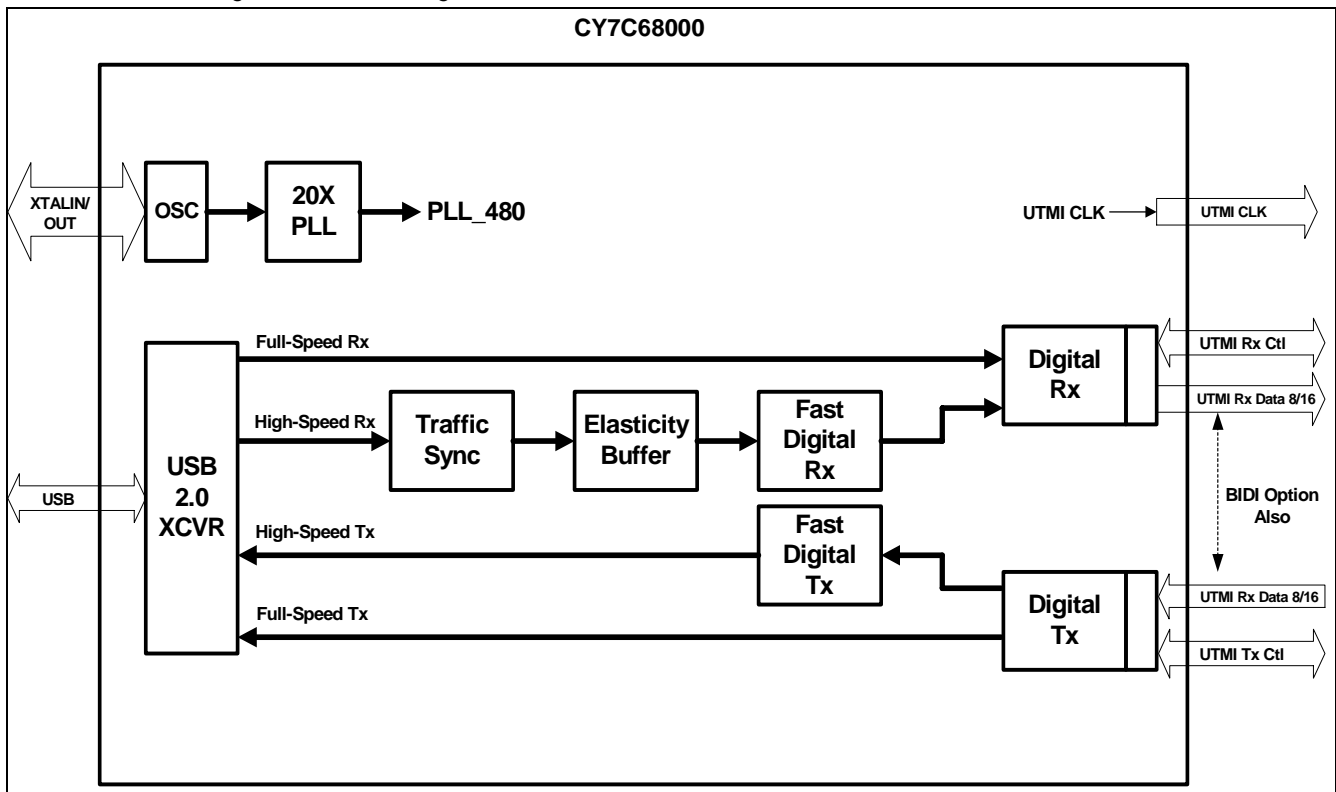 CY7C68000
XTALIN/
OUT
OSC
20X
PLL
PLL_480
UTMI CLK
UTMI CLK
Full-Speed Rx
Digital
Rx
UTMI Rx Ctl
UTMI Rx Data 8/16
High-Speed Rx
Traffic
Sync
Elasticity
Buffer
Fast
Digital
Rx
USB
USB
2.0
XCVR
BIDI Option
Also
High-Speed Tx
Fast
Digital
Tx
Full-Speed Tx
Digital
Tx
UTMI Rx Data 8/16
UTMI Tx Ctl